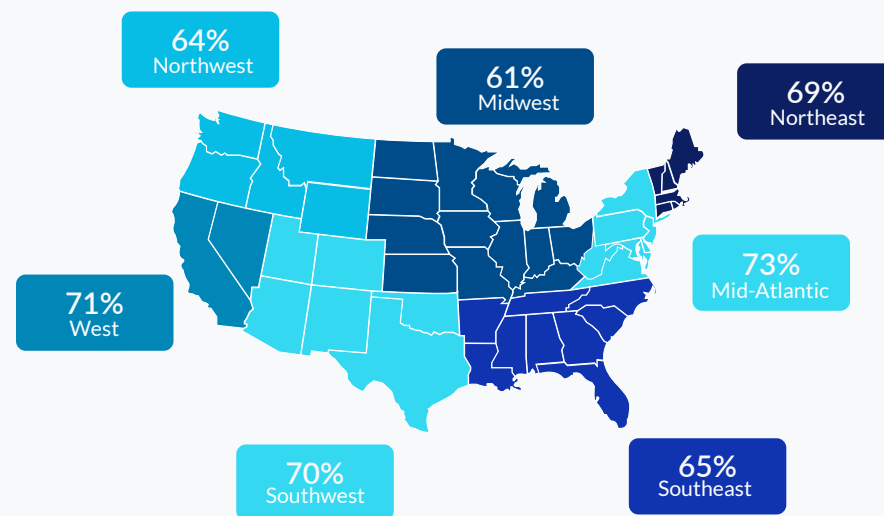 64%
Northwest
61%
Midwest
69%
Northeast
73%
Mid-Atlantic
71%
West
70%
Southwest
65%
Southeast